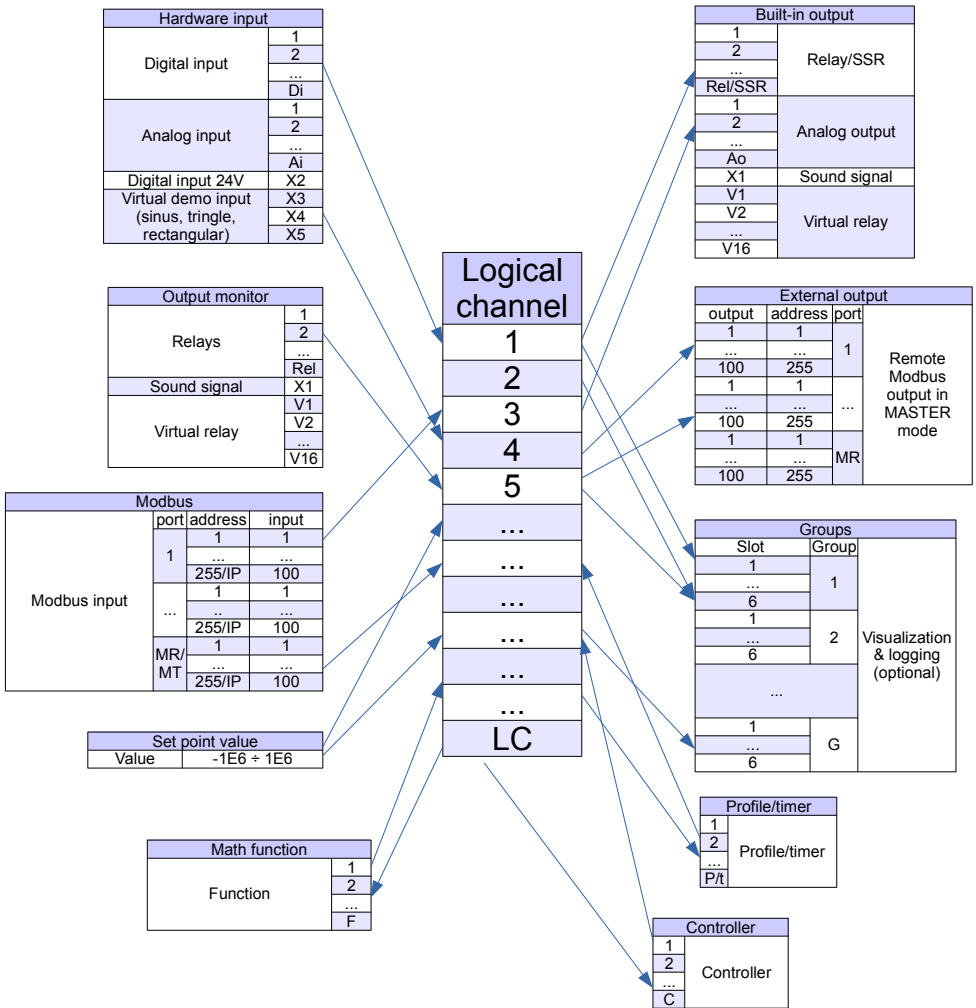 Hardware input
Digital input
1
2
...
Di
Analog input
1
2
...
Ai
Digital input 24V X2
Virtual demo input
(sinus, tringle,
rectangular)
X3
X4
X5
Output monitor
Relays
1
2
...
Rel
Sound signal X1
Virtual relay
V1
V2
...
V16
Modbus
port address input
Modbus input
1
1 1
... ...
255/IP 100
...
1 1
.. ...
255/IP 100
MR/
MT
1 1
... ...
255/IP 100
Set point value
Value -1E6 ÷ 1E6
Math function
Function
1
2
...
F
Logical
channel
1
2
3
4
5
...
...
...
...
...
...
LC
Built-in output
1
2
...
Rel/SSR
Relay/SSR
1
2
...
Ao
Analog output
X1 Sound signal
V1
V2
...
V16
Virtual relay
External output
output address port
1 1
... ...
100 255
1
1 1
... ...
100 255
...
1 1
... ...
100 255
MR
Remote
Modbus
output in
MASTER
mode
Groups
Slot Group
1
...
6
1
1
...
6
2
...
1
...
6
G
Visualization
& logging
(optional)
Profile/timer
1
2
...
P/t
Profile/timer
Controller
1
2
...
C
Controller